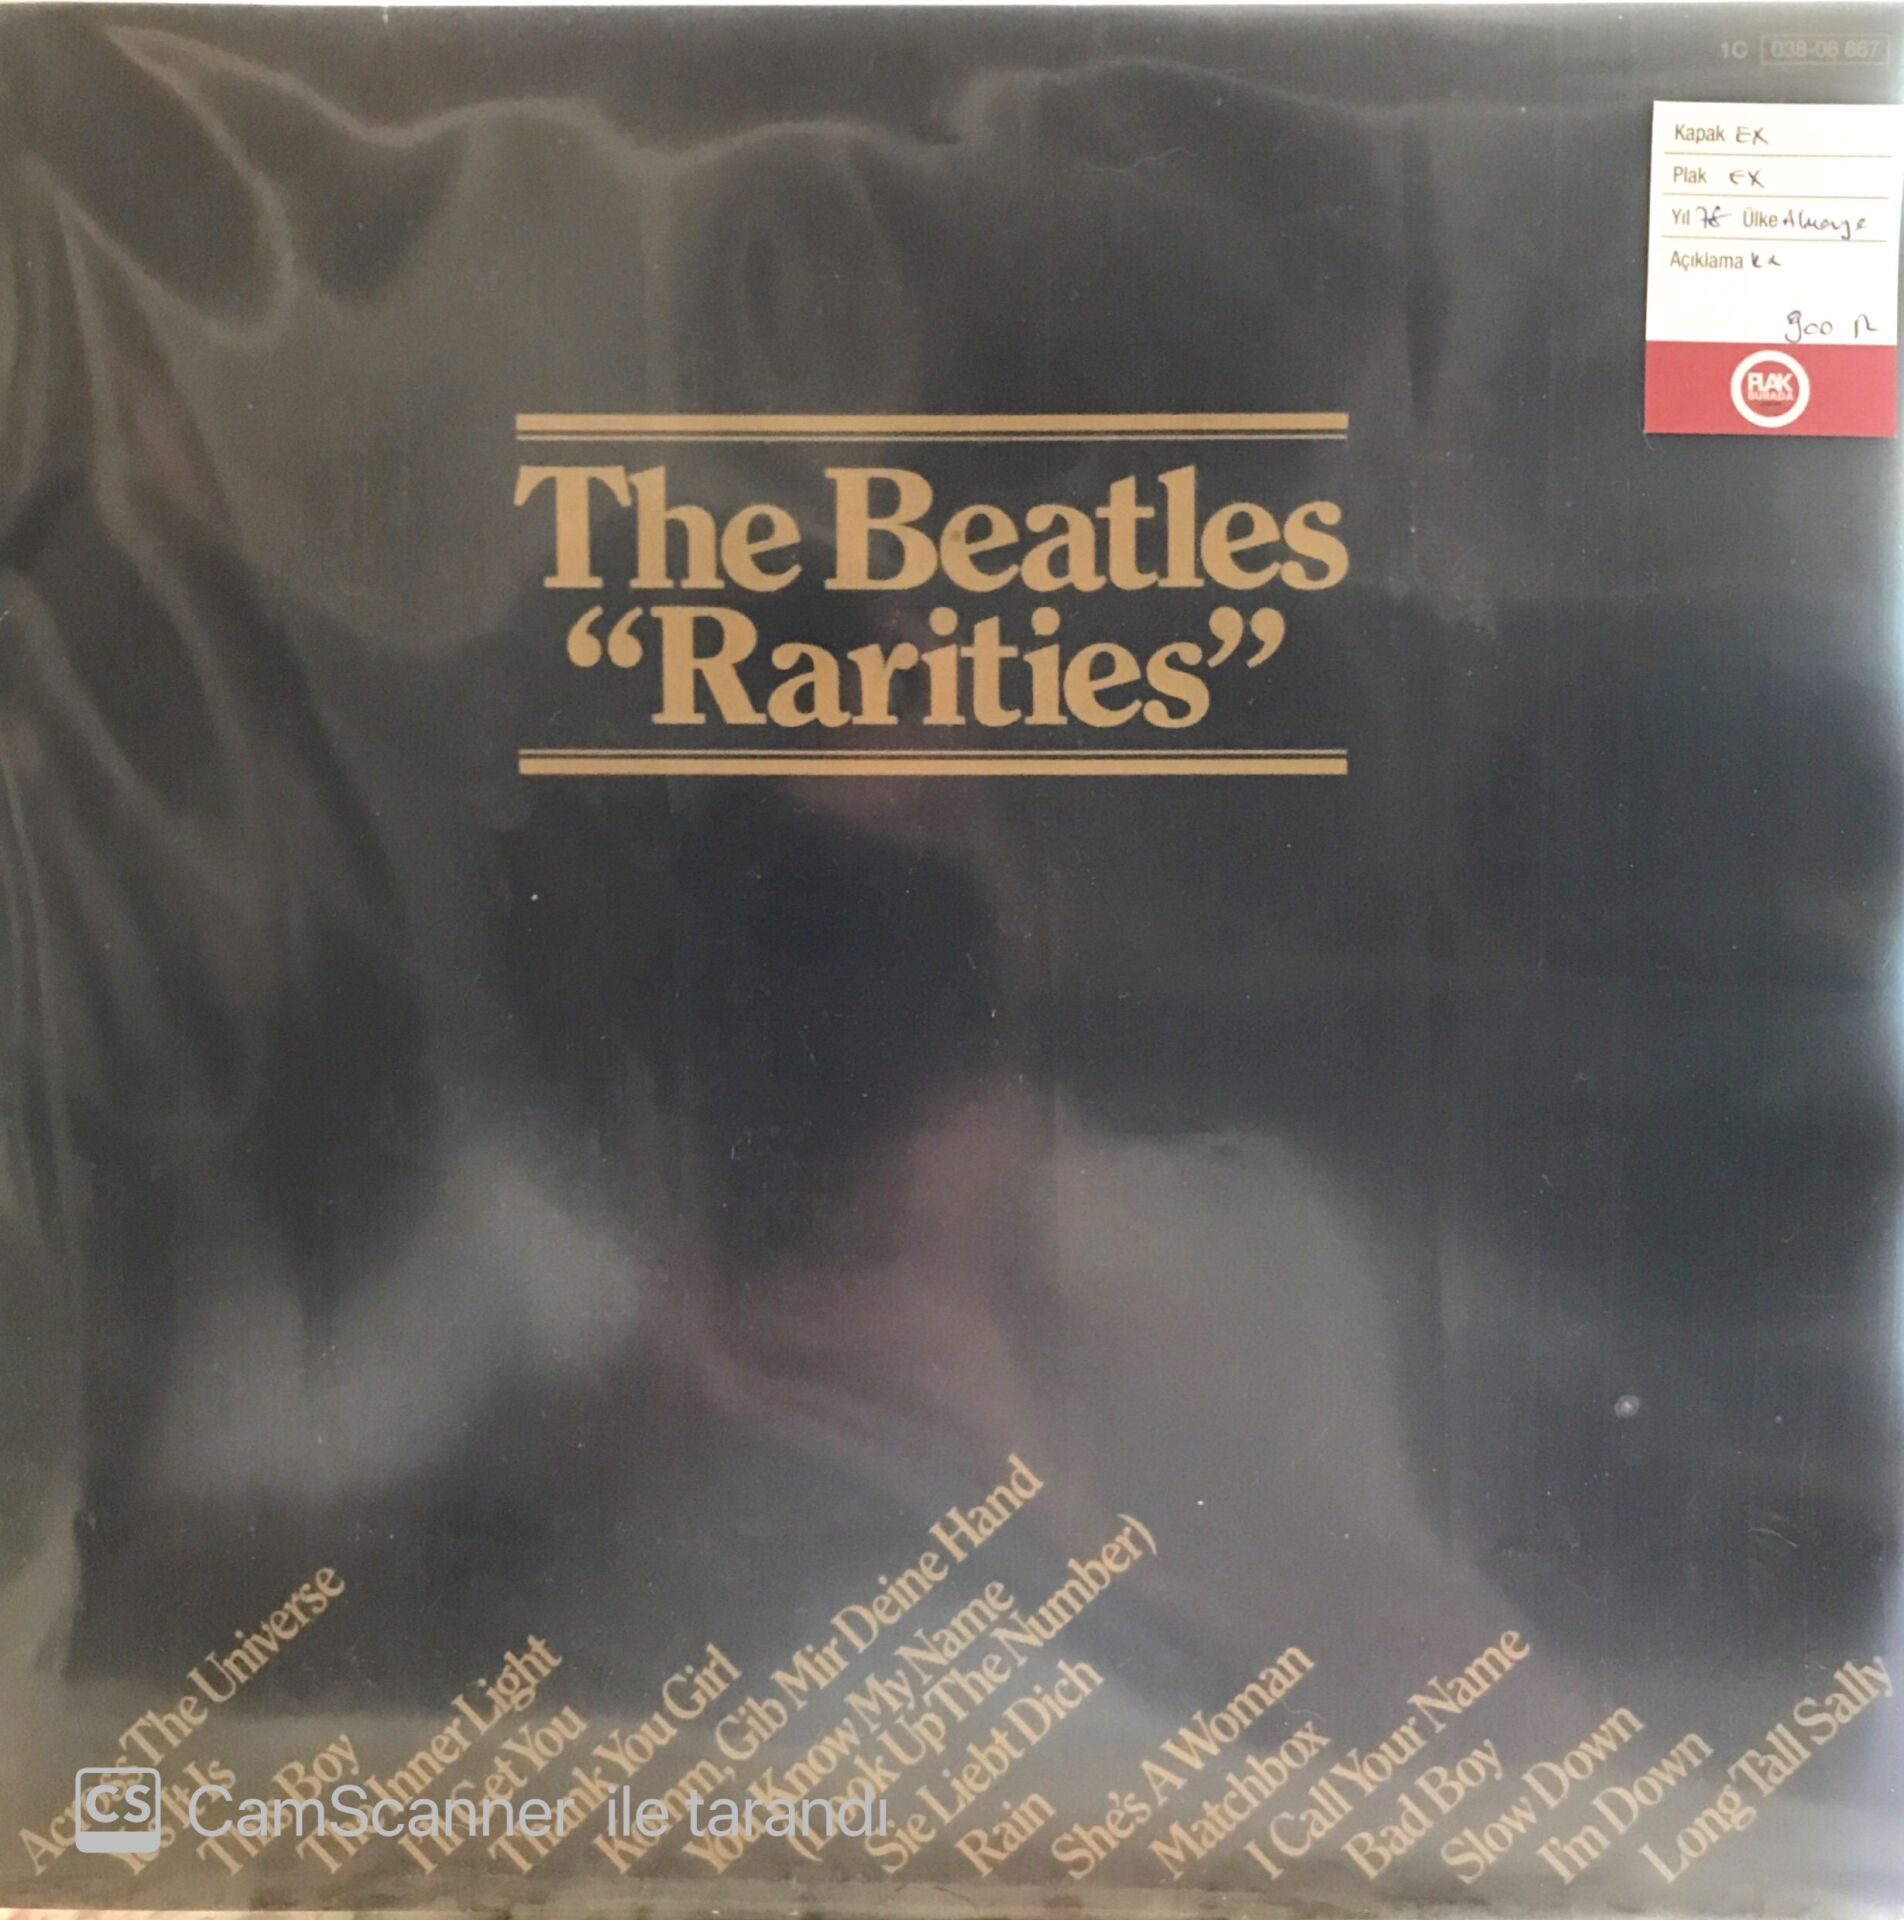 1C 038-06 867
Kapak EX
Plak EX
Yıl 78 Ülke Almanya
Açıklama
900 TL
PLAK
BURADA
The Beatles
“Rarities”
Across The Universe
Yes It Is
This Boy
The Inner Light
I'll Get You
Thank You Girl
Komm, Gib Mir Deine Hand
You Know My Name
(Look Up The Number)
Sie Liebt Dich
Rain
She's A Woman
Matchbox
I Call Your Name
Bad Boy
Slow Down
I'm Down
Long Tall Sally
CS CamScanner ile tarandı